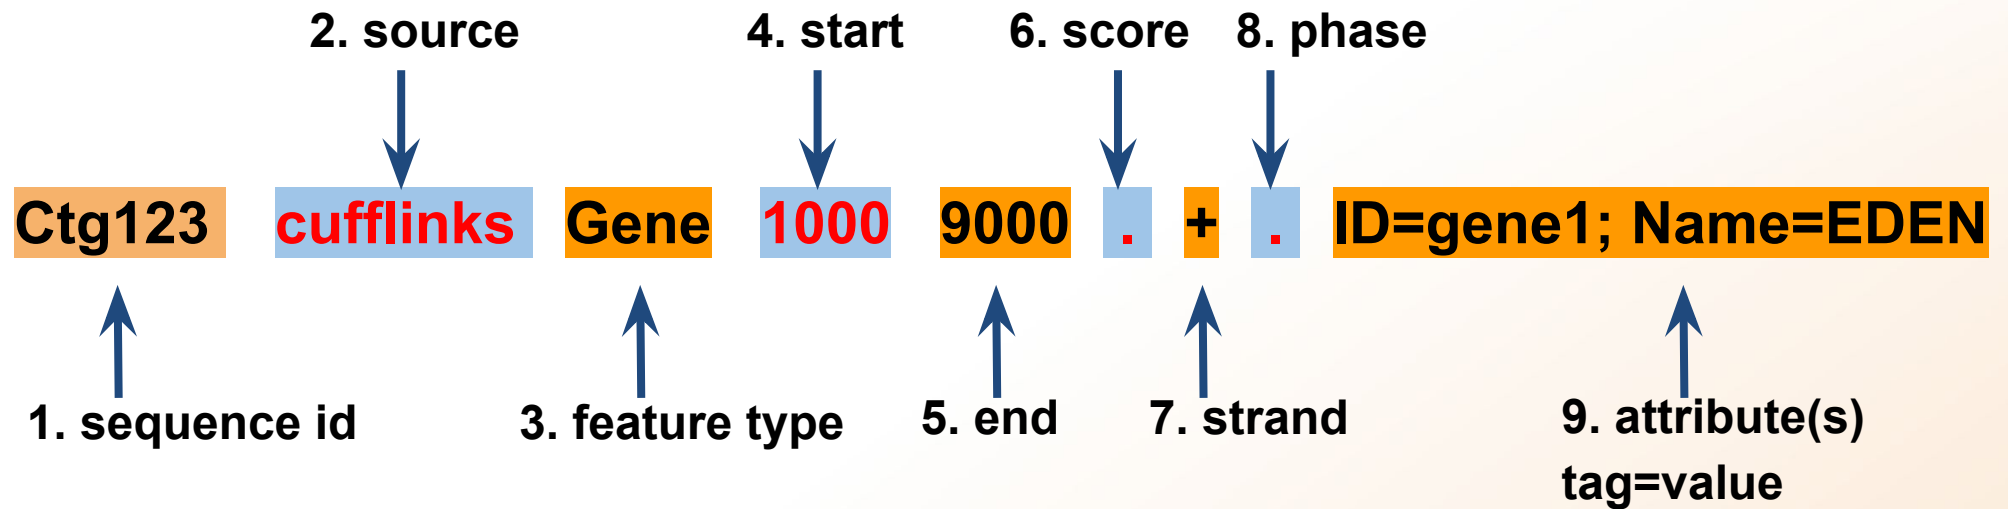 2. source 4. start 6. score 8. phase
Ctg123 cufflinks Gene 1000 9000 . + . ID=gene1; Name=EDEN
1. sequence id 3. feature type 5. end 7. strand 9. attribute(s)
tag=value